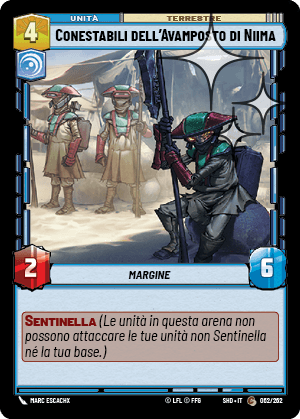 UNITÀ
TERRESTRE
4
CONESTABILI DELL'AVAMPOSTO DI NIIMA
2
MARGINE
6
SENTINELLA (Le unità in questa arena non
possono attaccare le tue unità non Sentinella
né la tua base.)
MARC ESCACHX
© LFL © FFG
SHD • IT
062/262